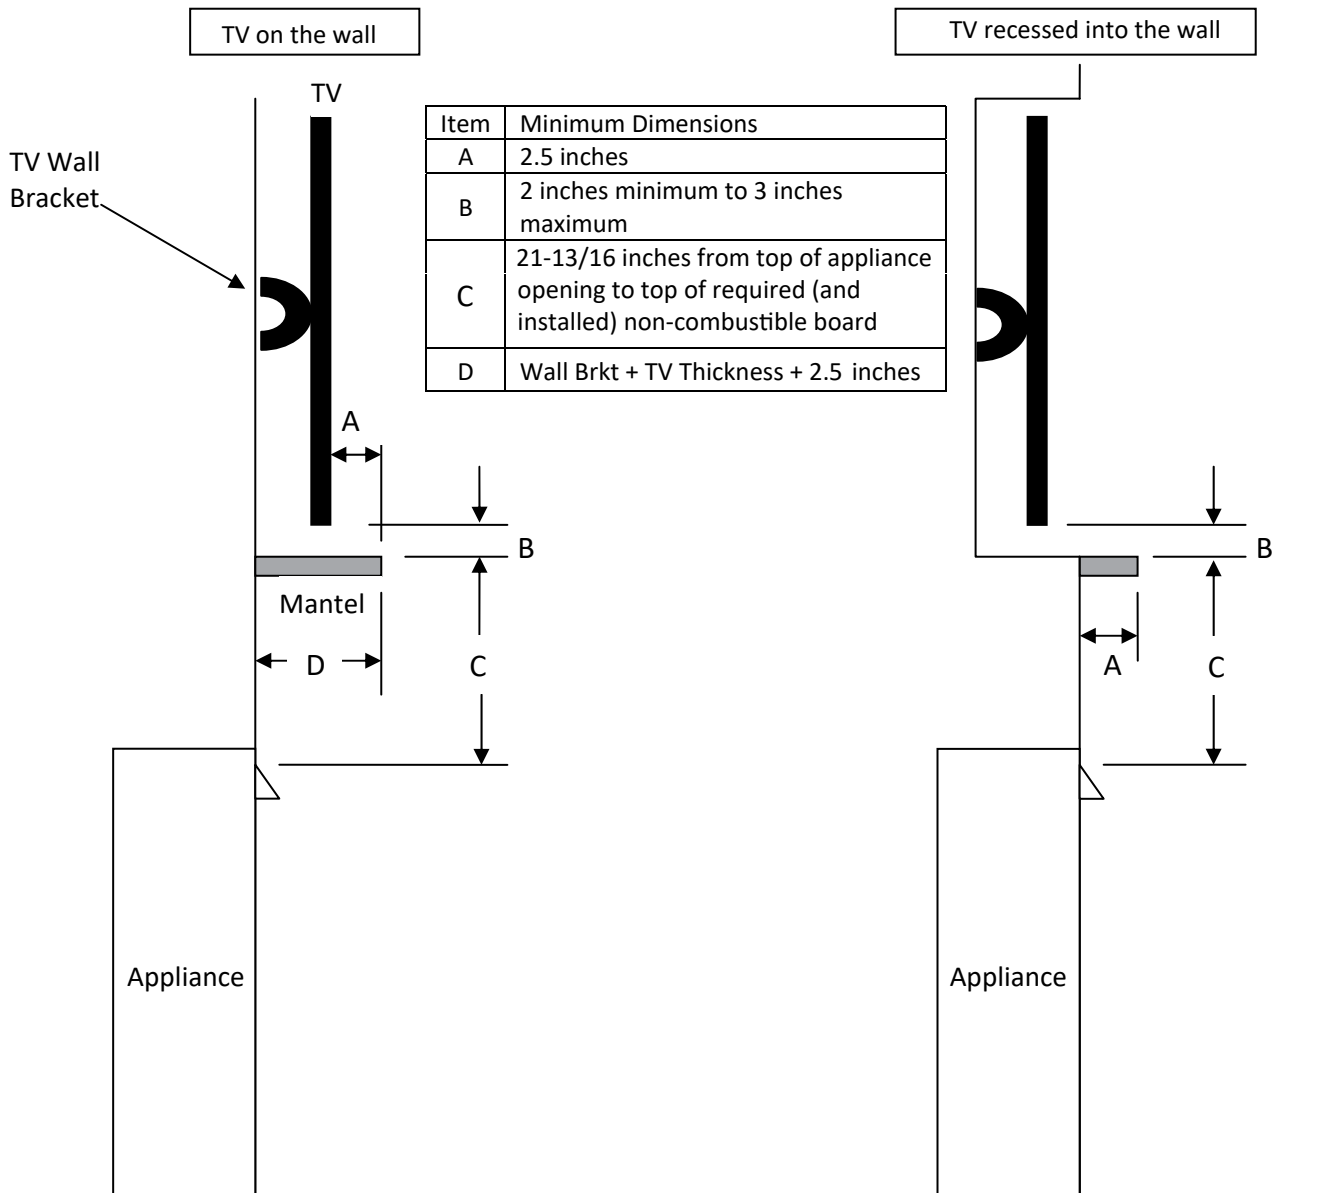 TV on the wall
TV recessed into the wall
TV
TV Wall
Bracket
Item Minimum Dimensions
A 2.5 inches
B 2 inches minimum to 3 inches
maximum
C 21-13/16 inches from top of appliance
opening to top of required (and
installed) non-combustible board
D Wall Brkt + TV Thickness + 2.5 inches
A
B
Mantel
D
C
Appliance
B
A
C
Appliance